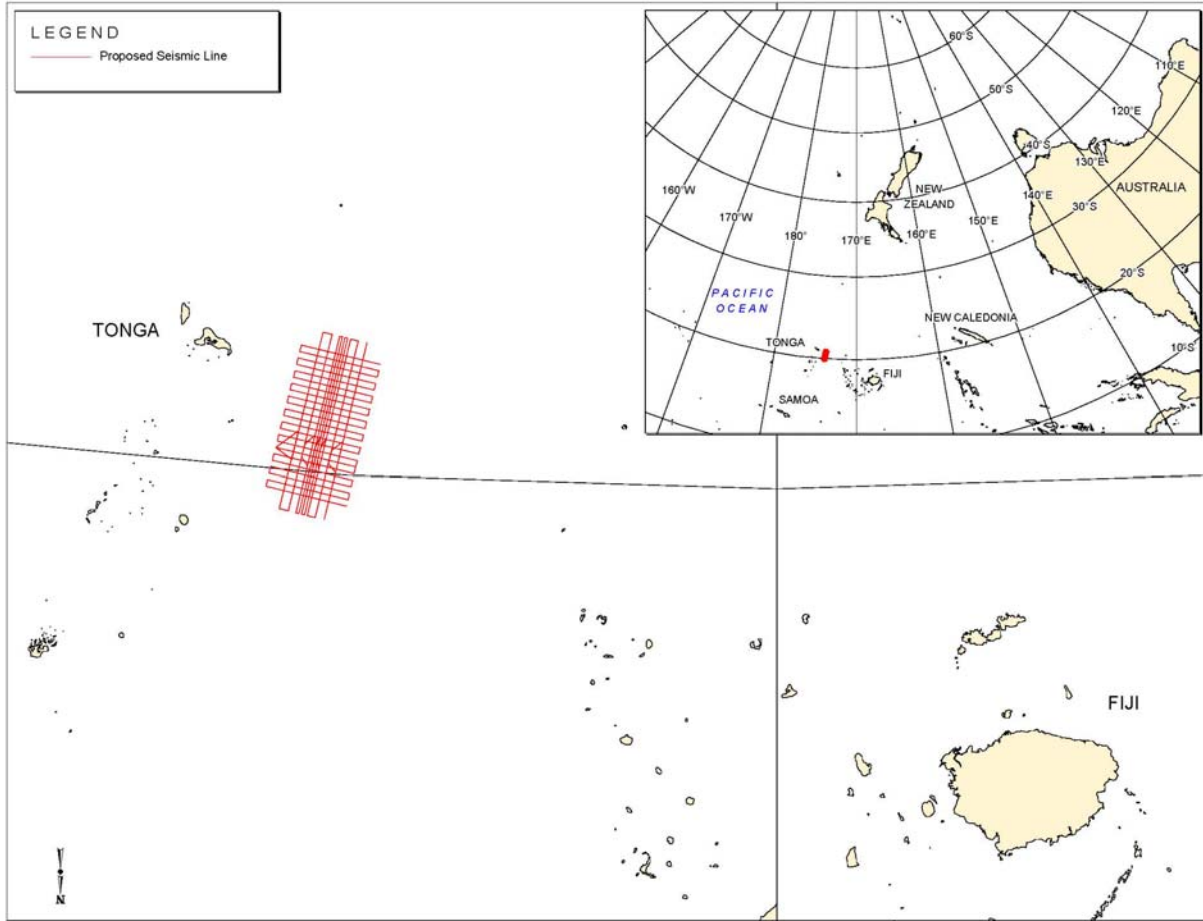 LEGEND
Proposed Seismic Line
TONGA
FIJI
N
60°S
50°S
40°S
30°S
20°S
10°S
110°E
120°E
130°E
140°E
150°E
160°E
170°E
180°
170°W
160°W
AUSTRALIA
NEW
ZEALAND
PACIFIC
OCEAN
NEW CALEDONIA
TONGA
FIJI
SAMOA